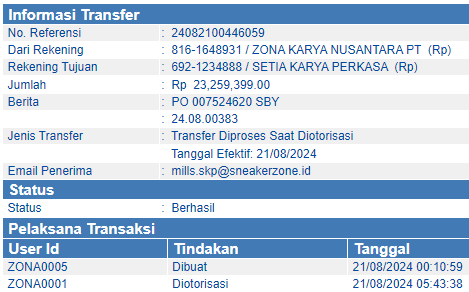 Informasi Transfer
No. Referensi : 24082100446059
Dari Rekening : 816-1648931 / ZONA KARYA NUSANTARA PT (Rp)
Rekening Tujuan : 692-1234888 / SETIA KARYA PERKASA (Rp)
Jumlah : Rp 23,259,399.00
Berita : PO 007524620 SBY
: 24.08.00383
Jenis Transfer : Transfer Diproses Saat Diotorisasi
Tanggal Efektif: 21/08/2024
Email Penerima : mills.skp@sneakerzone.id
Status
Status : Berhasil
Pelaksana Transaksi
User Id Tindakan Tanggal
ZONA0005 Dibuat 21/08/2024 00:10:59
ZONA0001 Diotorisasi 21/08/2024 05:43:38